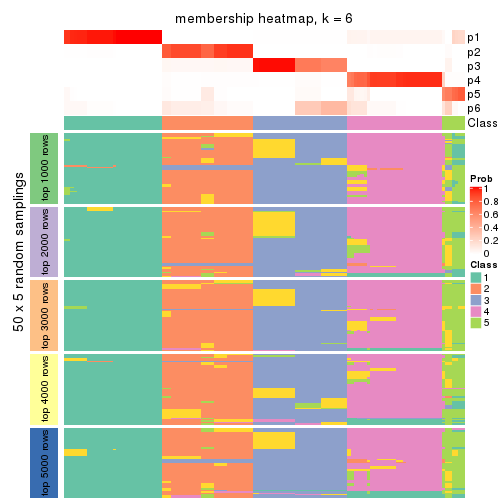 membership heatmap, k = 6
p1
p2
p3
p4
p5
p6
Class
50 x 5 random samplings
top 1000 rows
top 2000 rows
top 3000 rows
top 4000 rows
top 5000 rows
Prob
1
0.8
0.6
0.4
0.2
0
Class
1
2
3
4
5